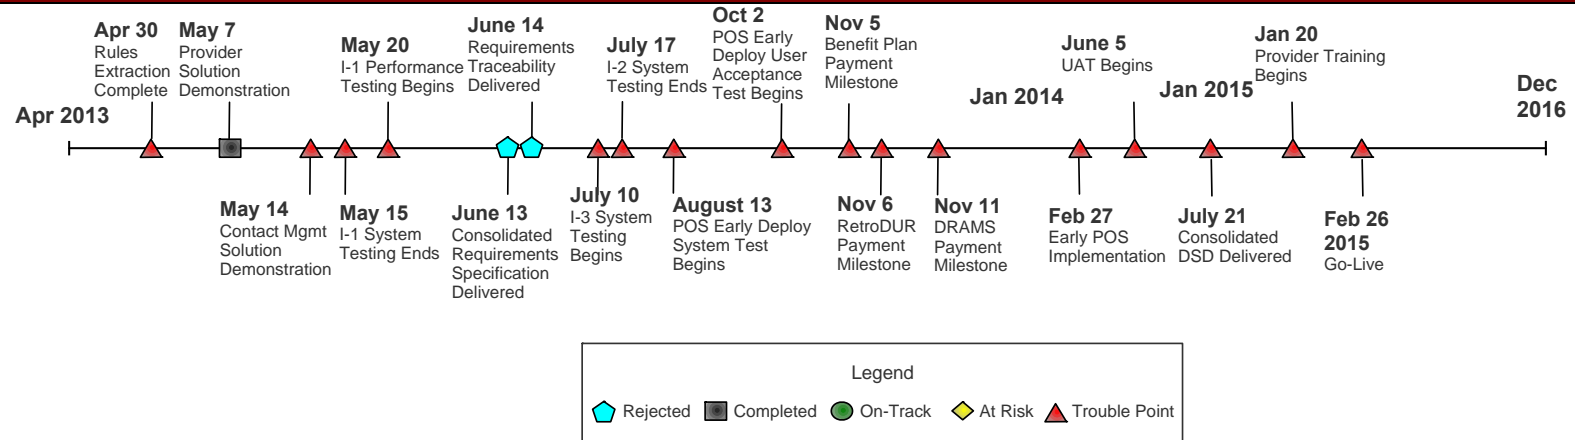 Apr 2013
Apr 30
Rules
Extraction
Complete
May 7
Provider
Solution
Demonstration
May 14
Contact Mgmt
Solution
Demonstration
May 15
I-1 System
Testing Ends
May 20
I-1 Performance
Testing Begins
June 13
Consolidated
Requirements
Specification
Delivered
June 14
Requirements
Traceability
Delivered
July 10
I-3 System
Testing
Begins
July 17
I-2 System
Testing Ends
August 13
POS Early Deploy
System Test
Begins
Oct 2
POS Early
Deploy User
Acceptance
Test Begins
Nov 5
Benefit Plan
Payment
Milestone
Nov 6
RetroDUR
Payment
Milestone
Nov 11
DRAMS
Payment
Milestone
Jan 2014
Feb 27
Early POS
Implementation
June 5
UAT Begins
July 21
Consolidated
DSD Delivered
Jan 2015
Jan 20
Provider Training
Begins
Feb 26
2015
Go-Live
Dec
2016
Legend
Rejected
Completed
On-Track
At Risk
Trouble Point